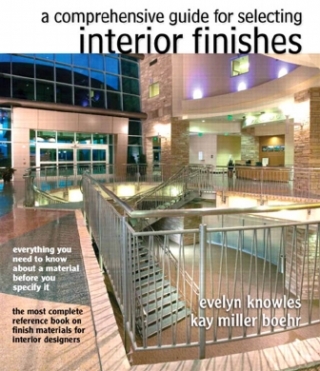 a comprehensive guide for selecting
interior finishes
everything you
need to know
about a material
before you
specify it
the most complete
reference book on
finish materials for
interior designers
evelyn knowles
kay miller boehr